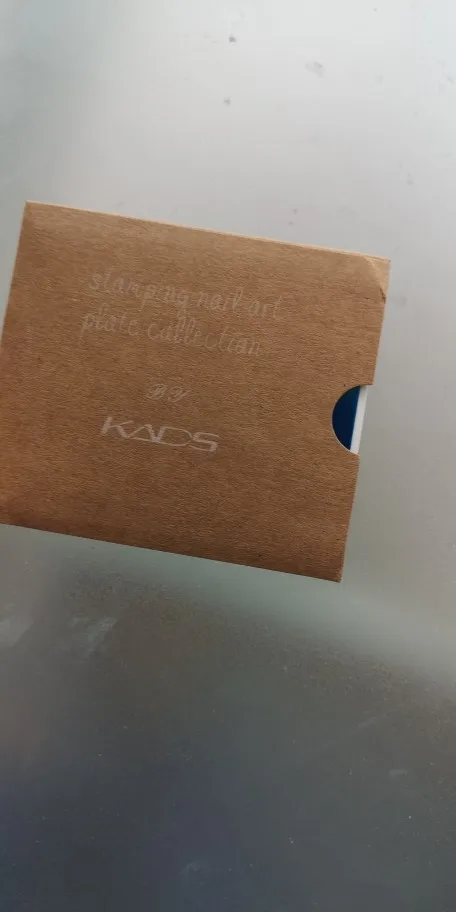 stamping nail art
plate collection
BY
KADS